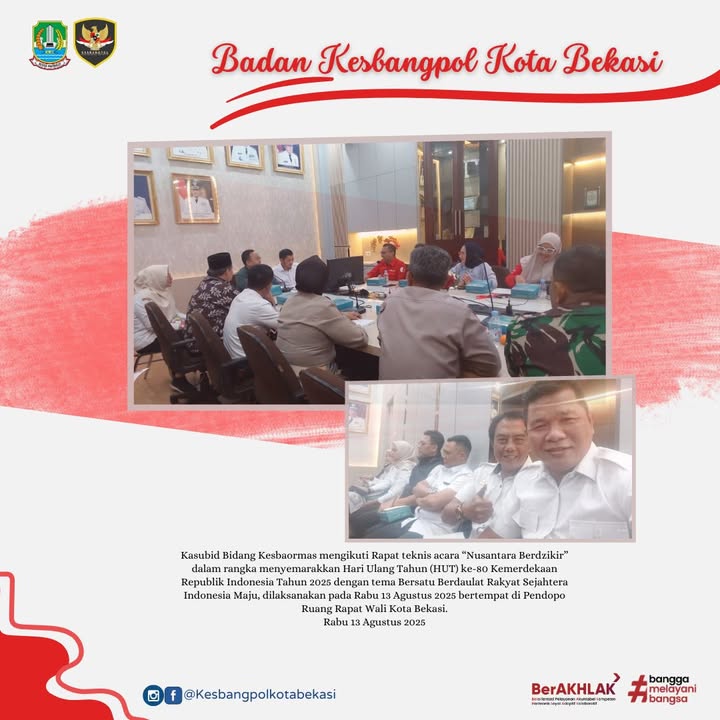 Badan Kesbangpol Kota Bekasi
Kasubid Bidang Kesbaormas mengikuti Rapat teknis acara “Nusantara Berdzikir”
dalam rangka menyemarakkan Hari Ulang Tahun (HUT) ke-80 Kemerdekaan
Republik Indonesia Tahun 2025 dengan tema Bersatu Berdaulat Rakyat Sejahtera
Indonesia Maju, dilaksanakan pada Rabu 13 Agustus 2025 bertempat di Pendopo
Ruang Rapat Wali Kota Bekasi.
Rabu 13 Agustus 2025
@Kesbangpolkotabekasi
BerAKHLAK
#bangga
melayani
bangsa